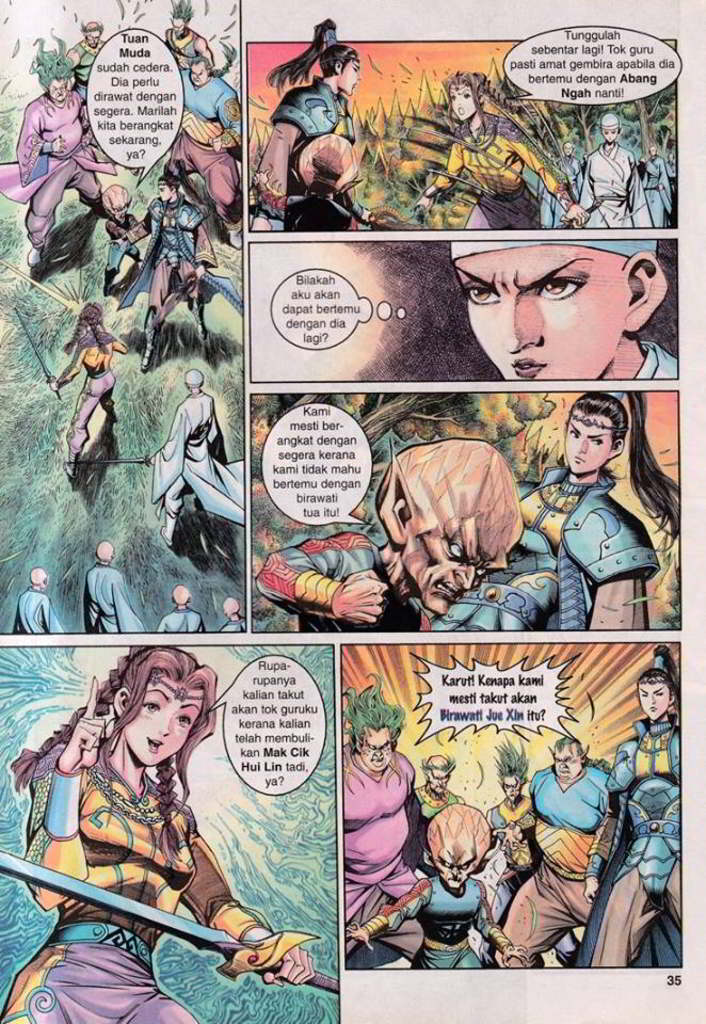 Tuan
Muda
sudah cedera.
Dia perlu
dirawat dengan
segera. Marilah
kita berangkat
sekarang,
ya?
Tunggulah
sebentar lagi! Tok guru
pasti amat gembira apabila dia
bertemu dengan Abang
Ngah nanti!
Bilakah
aku akan
dapat bertemu
dengan dia
lagi?
Kami
mesti ber-
angkat dengan
segera kerana
kami tidak mahu
bertemu dengan
birawati
tua itu!
Rupa-
rupanya
kalian takut
akan tok guruku
kerana kalian
telah membuli-
kan Mak Cik
Hui Lin tadi,
ya?
Karut! Kenapa kami
mesti takut akan
Birawati Jue Xin itu?
35